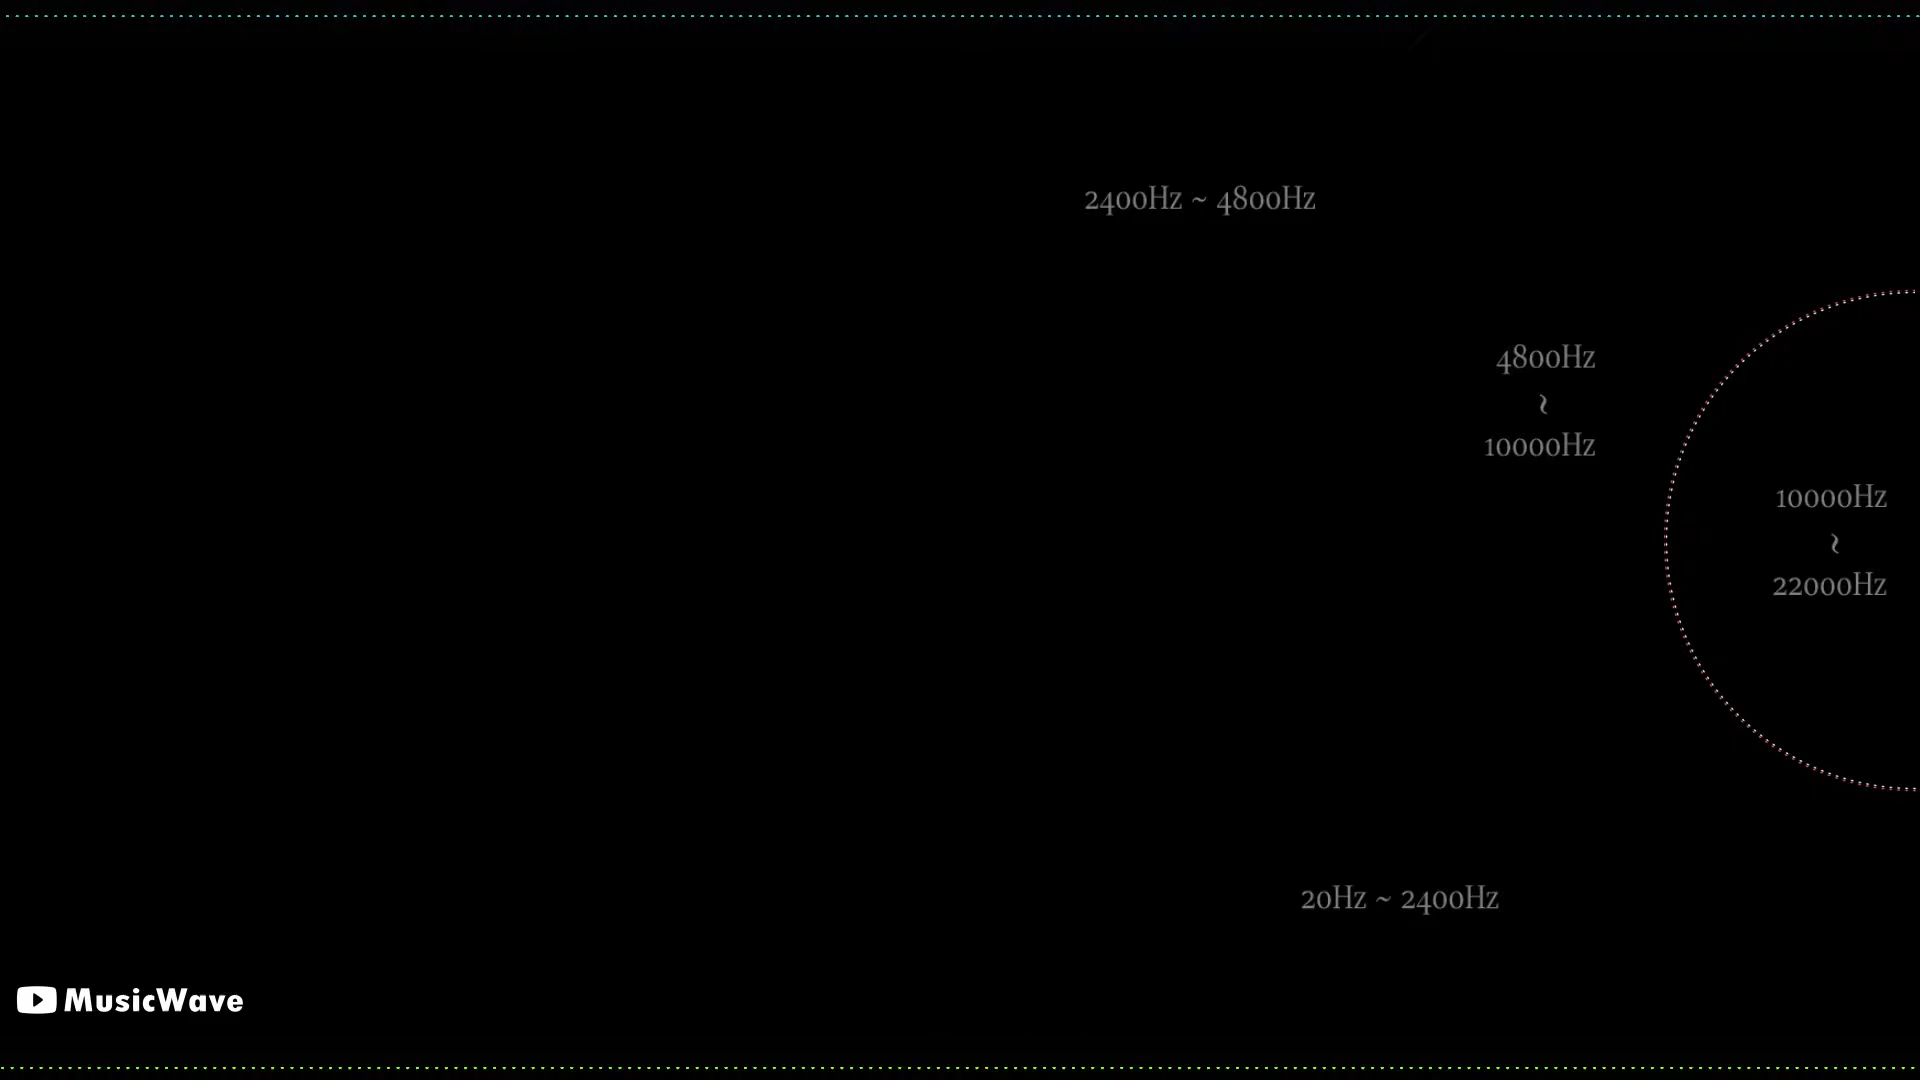 2400Hz ~ 4800Hz
4800Hz
~
10000Hz
10000Hz
~
22000Hz
20Hz ~ 2400Hz
MusicWave